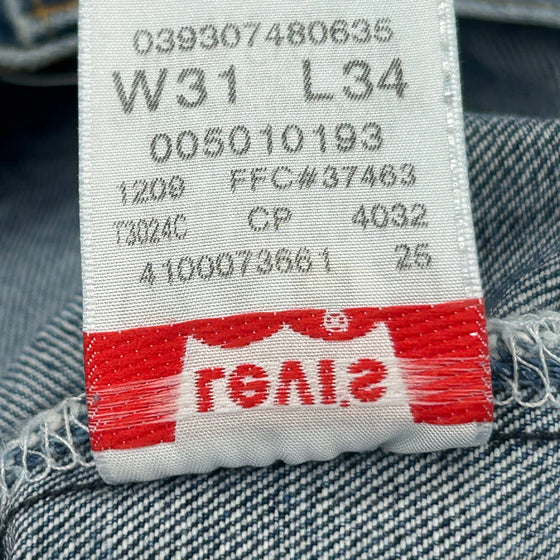 039307480635
W31 L34
005010193
1209 FFC#37463
T3024C CP 4032
4100073661 25
Levi's